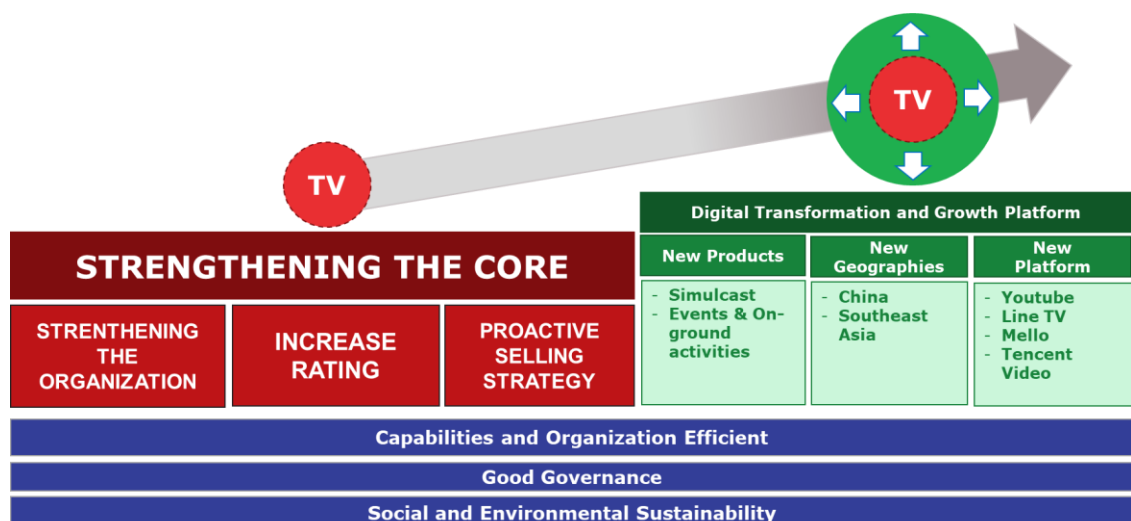 TV
TV
Digital Transformation and Growth Platform
STRENGTHENING THE CORE
New Products
New
Geographies
New
Platform
- Simulcast
- Events & On-
ground
activities
- China
- Southeast
Asia
- Youtube
- Line TV
- Mello
- Tencent
Video
STRENTHENING
THE
ORGANIZATION
INCREASE
RATING
PROACTIVE
SELLING
STRATEGY
Capabilities and Organization Efficient
Good Governance
Social and Environmental Sustainability